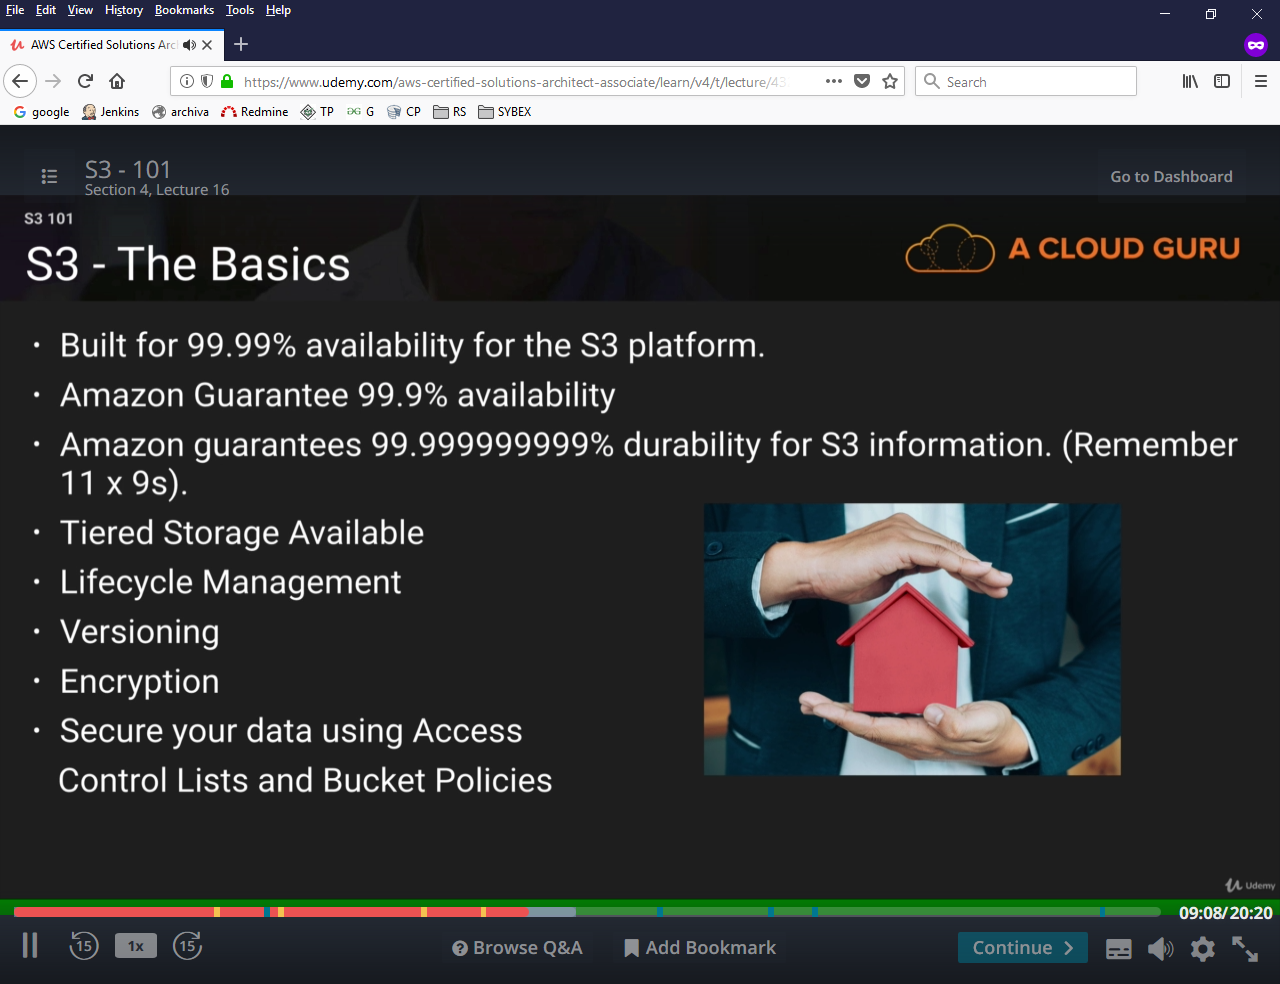 File Edit View History Bookmarks Tools Help
AWS Certified Solutions Arc
https://www.udemy.com/aws-certified-solutions-architect-associate/learn/v4/t/lecture/43
Search
google Jenkins archiva Redmine TP G CP RS SYBEX
S3 - 101
Section 4, Lecture 16
Go to Dashboard
S3 101
S3 - The Basics
A CLOUD GURU
• Built for 99.99% availability for the S3 platform.
• Amazon Guarantee 99.9% availability
• Amazon guarantees 99.999999999% durability for S3 information. (Remember
11 x 9s).
• Tiered Storage Available
• Lifecycle Management
• Versioning
• Encryption
• Secure your data using Access
Control Lists and Bucket Policies
Udemy
09:08/20:20
15 1x 15 Browse Q&A Add Bookmark Continue